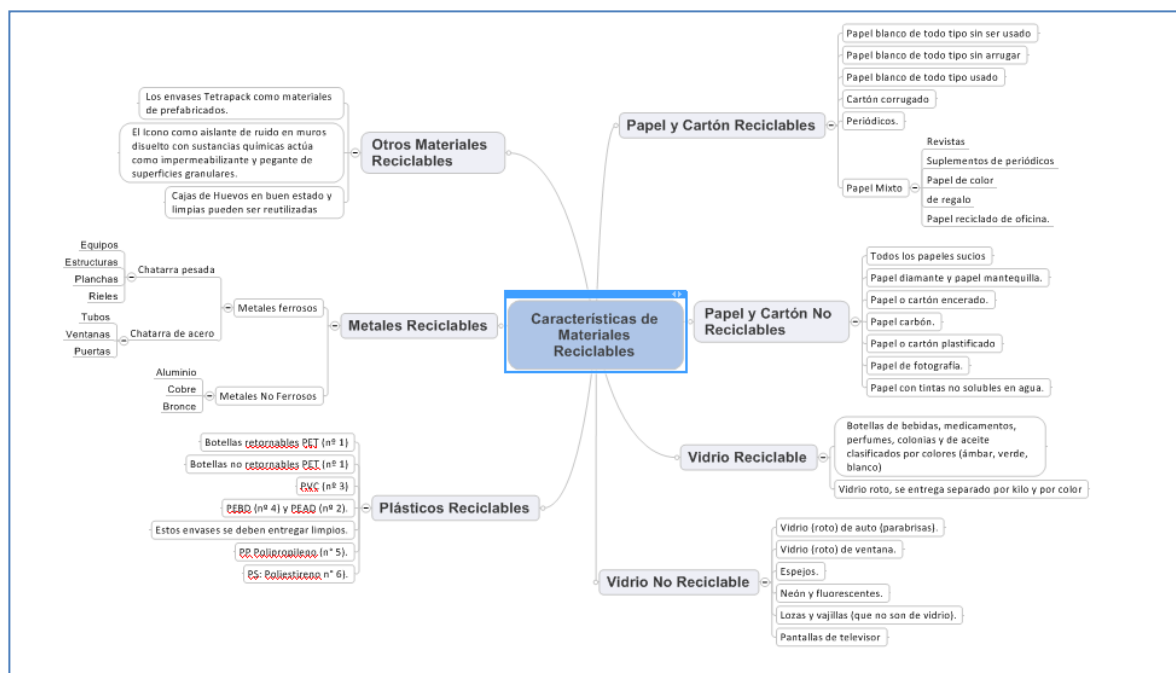 Características de
Materiales
Reciclables
Papel y Cartón Reciclables
Papel blanco de todo tipo sin ser usado
Papel blanco de todo tipo sin arrugar
Papel blanco de todo tipo usado
Cartón corrugado
Periódicos.
Papel Mixto
Revistas
Suplementos de periódicos
Papel de color
de regalo
Papel reciclado de oficina.
Papel y Cartón No
Reciclables
Todos los papeles sucios
Papel diamante y papel mantequilla.
Papel o cartón encerado.
Papel carbón.
Papel o cartón plastificado
Papel de fotografía.
Papel con tintas no solubles en agua.
Vidrio Reciclable
Botellas de bebidas, medicamentos,
perfumes, colonias y de aceite
clasificados por colores (ámbar, verde,
blanco)
Vidrio roto, se entrega separado por kilo y por color
Vidrio No Reciclable
Vidrio (roto) de auto (parabrisas).
Vidrio (roto) de ventana.
Espejos.
Neón y fluorescentes.
Lozas y vajillas (que no son de vidrio).
Pantallas de televisor
Otros Materiales
Reciclables
Los envases Tetrapack como materiales
de prefabricados.
El Icono como aislante de ruido en muros
disuelto con sustancias químicas actúa
como impermeabilizante y pegante de
superficies granulares.
Cajas de Huevos en buen estado y
limpias pueden ser reutilizadas
Metales Reciclables
Metales ferrosos
Chatarra pesada
Equipos
Estructuras
Planchas
Rieles
Chatarra de acero
Tubos
Ventanas
Puertas
Metales No Ferrosos
Aluminio
Cobre
Bronce
Plásticos Reciclables
Botellas retornables PET (nº 1)
Botellas no retornables PET (nº 1)
PVC (nº 3)
PEBD (nº 4) y PEAD (nº 2).
Estos envases se deben entregar limpios.
PP Polipropileno (n° 5).
PS: Poliestireno n° 6).